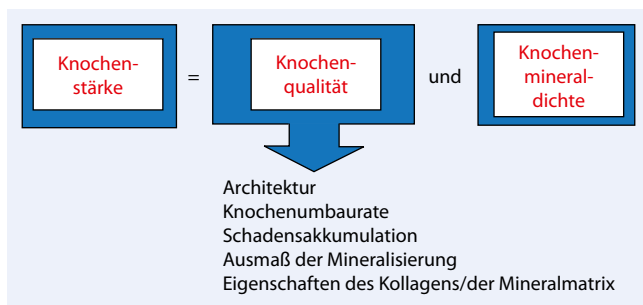 Knochen-
stärke
=
Knochen-
qualität
und
Knochen-
mineral-
dichte
Architektur
Knochenumbaurate
Schadensakkumulation
Ausmaß der Mineralisierung
Eigenschaften des Kollagens/der Mineralmatrix